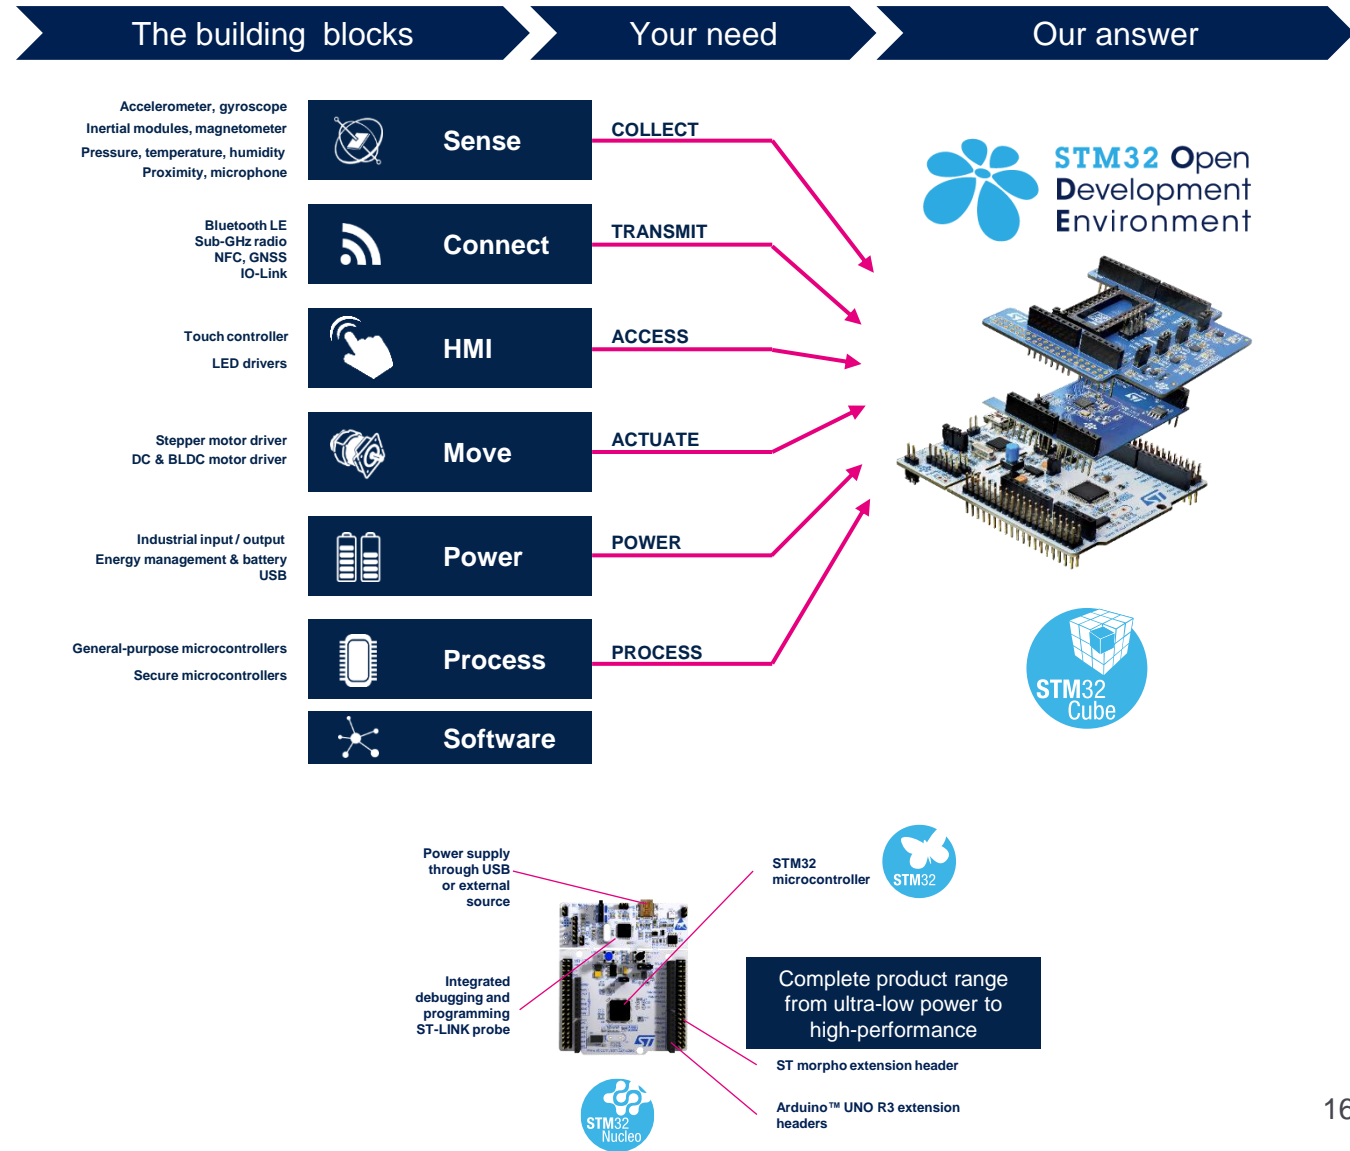 The building blocks
Your need
Our answer
Accelerometer, gyroscope
Inertial modules, magnetometer
Pressure, temperature, humidity
Proximity, microphone
Sense
COLLECT
STM32 Open
Development
Environment
Bluetooth LE
Sub-GHz radio
NFC, GNSS
IO-Link
Connect
TRANSMIT
Touch controller
LED drivers
HMI
ACCESS
Stepper motor driver
DC & BLDC motor driver
Move
ACTUATE
Industrial input / output
Energy management & battery
USB
Power
POWER
General-purpose microcontrollers
Secure microcontrollers
Process
PROCESS
STM32
Cube
Software
Power supply
through USB
or external
source
STM32
microcontroller
STM32
Integrated
debugging and
programming
ST-LINK probe
Complete product range
from ultra-low power to
high-performance
ST morpho extension header
Arduino™ UNO R3 extension
headers
STM32
Nucleo
16